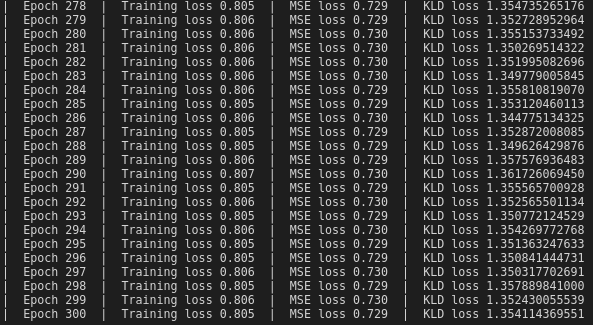 | Epoch 278 | Training loss 0.805 | MSE loss 0.729 | KLD loss 1.354735265176
| Epoch 279 | Training loss 0.806 | MSE loss 0.729 | KLD loss 1.352728952964
| Epoch 280 | Training loss 0.806 | MSE loss 0.730 | KLD loss 1.355153733492
| Epoch 281 | Training loss 0.806 | MSE loss 0.730 | KLD loss 1.350269514322
| Epoch 282 | Training loss 0.806 | MSE loss 0.730 | KLD loss 1.351995082696
| Epoch 283 | Training loss 0.806 | MSE loss 0.730 | KLD loss 1.349779005845
| Epoch 284 | Training loss 0.806 | MSE loss 0.729 | KLD loss 1.355810819070
| Epoch 285 | Training loss 0.805 | MSE loss 0.729 | KLD loss 1.353120460113
| Epoch 286 | Training loss 0.806 | MSE loss 0.730 | KLD loss 1.344775134325
| Epoch 287 | Training loss 0.805 | MSE loss 0.729 | KLD loss 1.352872008085
| Epoch 288 | Training loss 0.805 | MSE loss 0.729 | KLD loss 1.349626429876
| Epoch 289 | Training loss 0.806 | MSE loss 0.729 | KLD loss 1.357576936483
| Epoch 290 | Training loss 0.807 | MSE loss 0.730 | KLD loss 1.361726069450
| Epoch 291 | Training loss 0.805 | MSE loss 0.729 | KLD loss 1.355565700928
| Epoch 292 | Training loss 0.806 | MSE loss 0.730 | KLD loss 1.352565501134
| Epoch 293 | Training loss 0.805 | MSE loss 0.729 | KLD loss 1.350772124529
| Epoch 294 | Training loss 0.806 | MSE loss 0.730 | KLD loss 1.354269772768
| Epoch 295 | Training loss 0.805 | MSE loss 0.729 | KLD loss 1.351363247633
| Epoch 296 | Training loss 0.805 | MSE loss 0.729 | KLD loss 1.350841444731
| Epoch 297 | Training loss 0.806 | MSE loss 0.730 | KLD loss 1.350317702691
| Epoch 298 | Training loss 0.805 | MSE loss 0.729 | KLD loss 1.357889841000
| Epoch 299 | Training loss 0.806 | MSE loss 0.730 | KLD loss 1.352430055539
| Epoch 300 | Training loss 0.805 | MSE loss 0.729 | KLD loss 1.354114369551